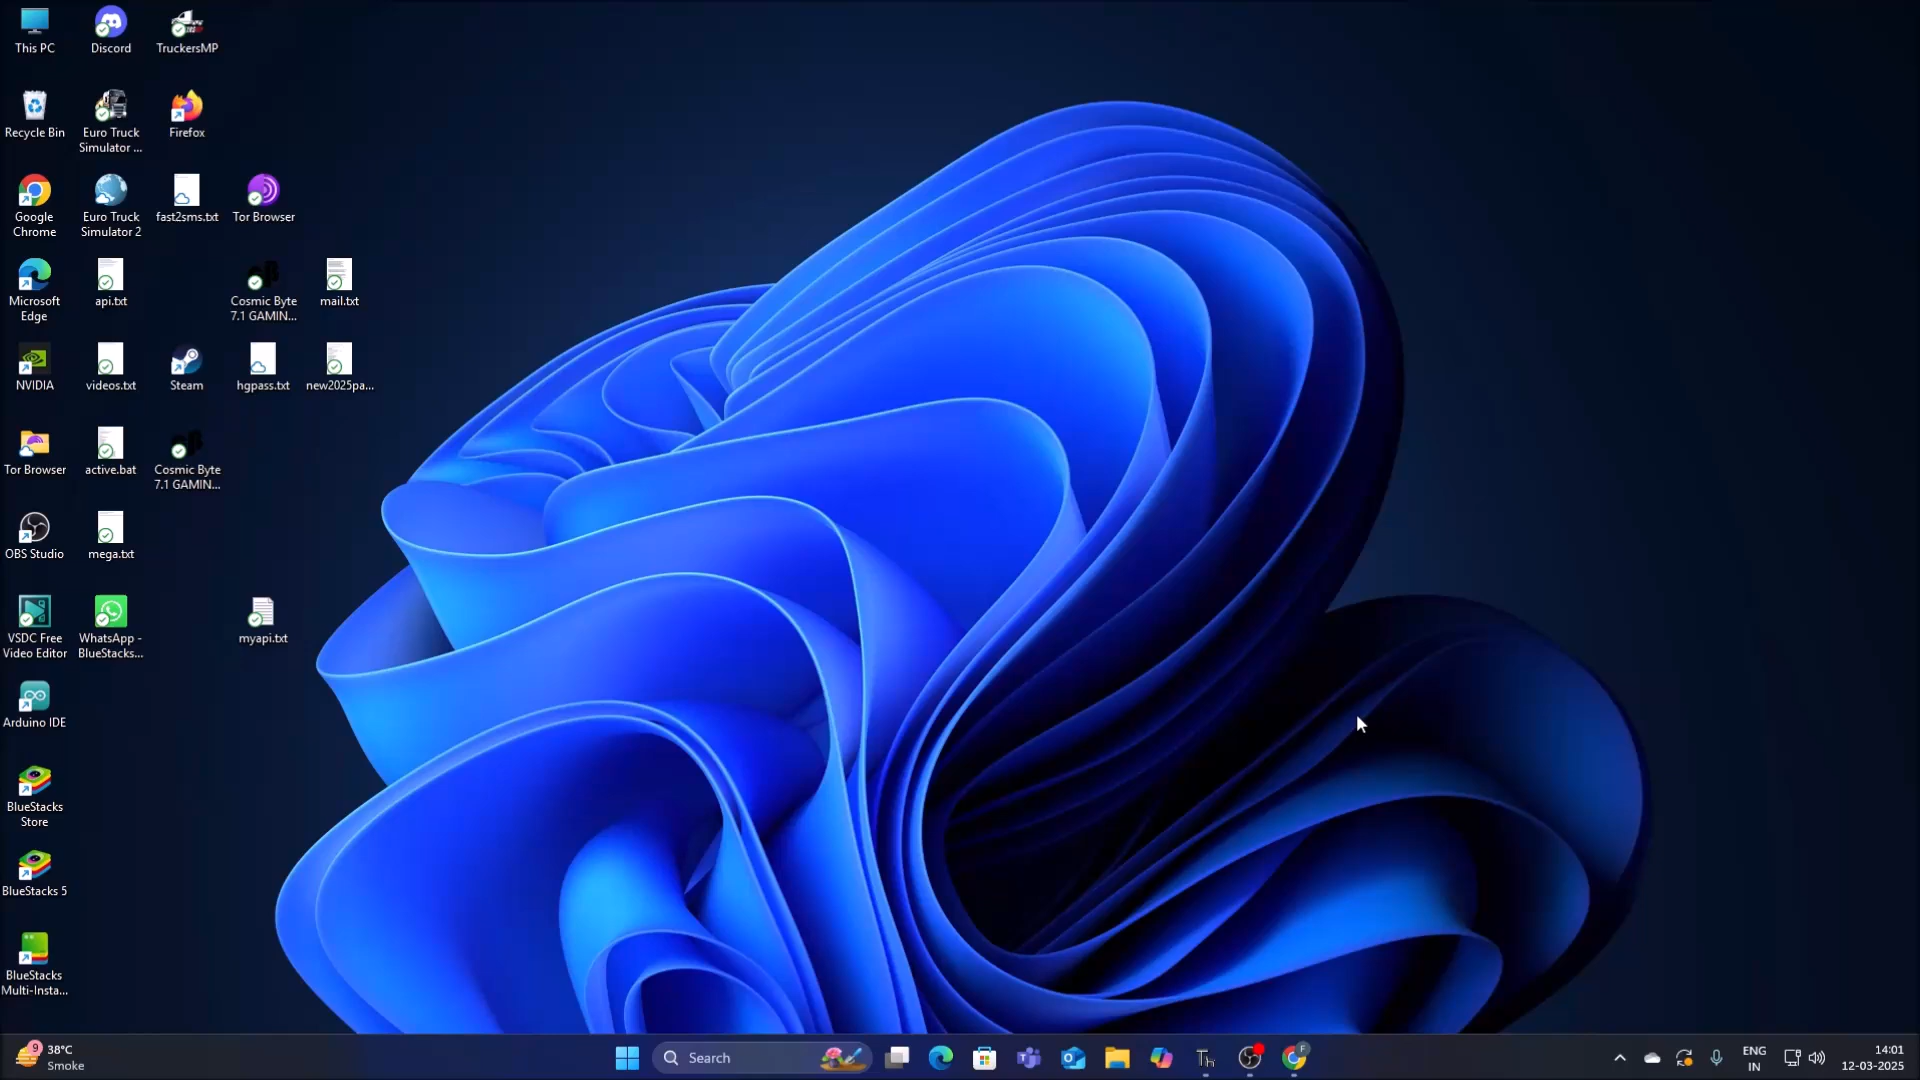 This PC
Discord
TruckersMP
Recycle Bin
Euro Truck
Simulator ...
Firefox
Google
Chrome
Euro Truck
Simulator 2
fast2sms.txt
Tor Browser
Microsoft
Edge
api.txt
Cosmic Byte
7.1 GAMIN...
mail.txt
NVIDIA
videos.txt
Steam
hgpass.txt
new2025pa...
Tor Browser
active.bat
Cosmic Byte
7.1 GAMIN...
OBS Studio
mega.txt
VSDC Free
Video Editor
WhatsApp -
BlueStacks...
myapi.txt
Arduino IDE
BlueStacks
Store
BlueStacks 5
BlueStacks
Multi-Insta...
9
38°C
Smoke
Search
Th
F
ENG
IN
14:01
12-03-2025